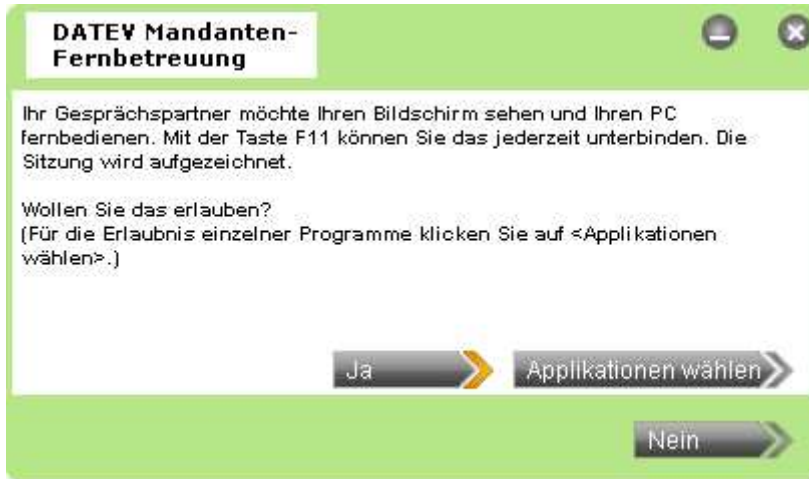 DATEV Mandanten-
Fernbetreuung
Ihr Gesprächspartner möchte Ihren Bildschirm sehen und Ihren PC
fernbedienen. Mit der Taste F11 können Sie das jederzeit unterbinden. Die
Sitzung wird aufgezeichnet.
Wollen Sie das erlauben?
(Für die Erlaubnis einzelner Programme klicken Sie auf <Applikationen
wählen>.)
Ja
Applikationen wählen
Nein